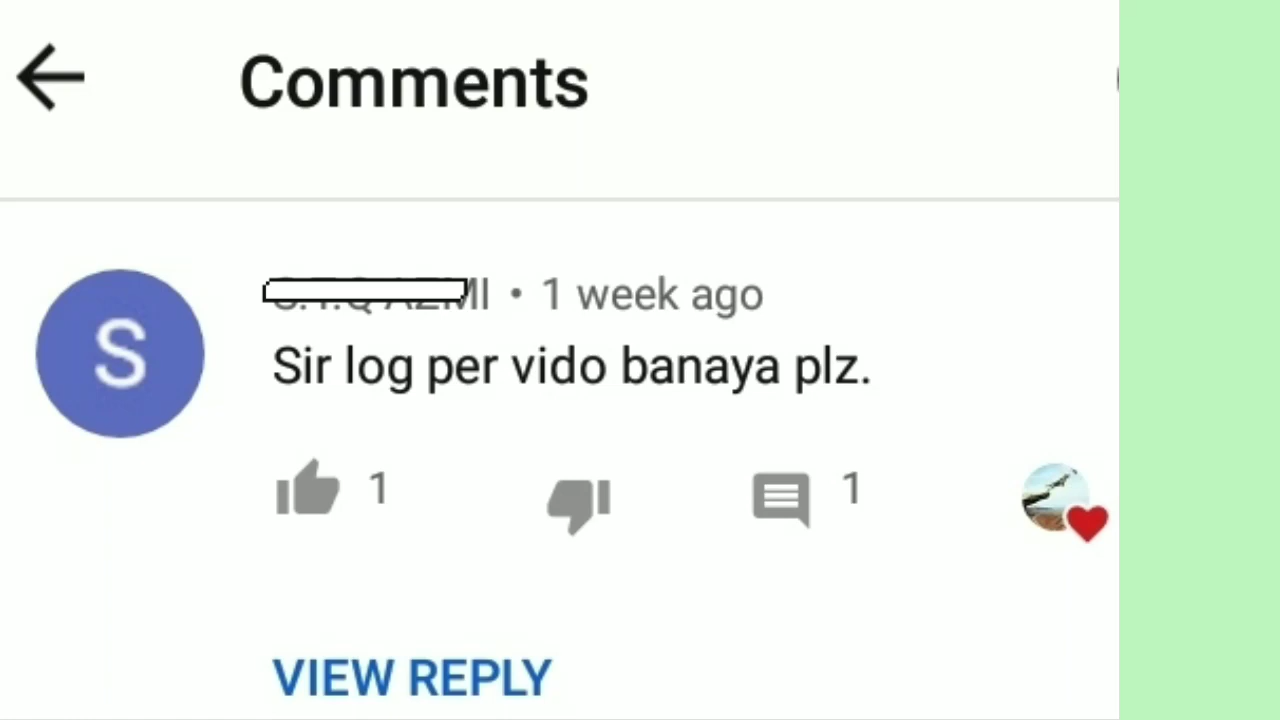 Comments
S
• 1 week ago
Sir log per vido banaya plz.
1
1
VIEW REPLY